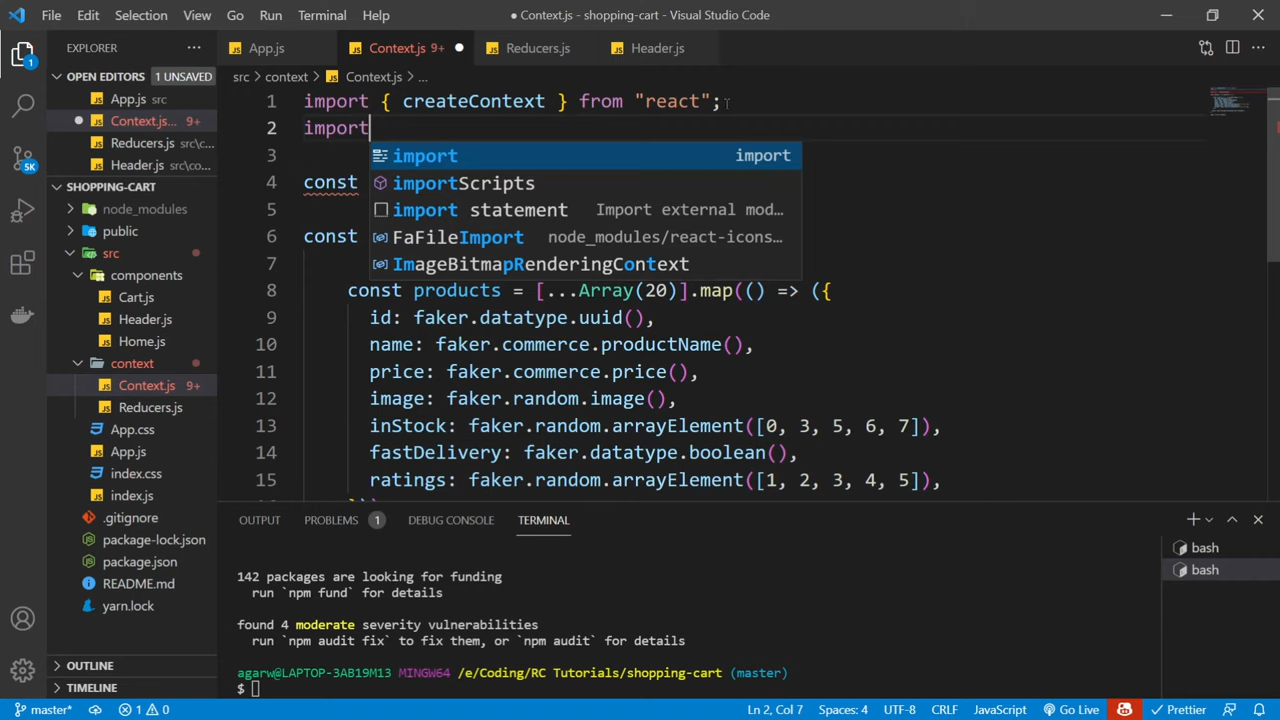 File Edit Selection View Go Run Terminal Help
● Context.js - shopping-cart - Visual Studio Code
EXPLORER ...
App.js
Context.js 9+ ●
Reducers.js
Header.js
OPEN EDITORS 1 UNSAVED
src > context > Context.js > ...
App.js src
Context.js... 9+
Reducers.js src\c...
Header.js src\co...
SHOPPING-CART
node_modules
public
src
components
Cart.js
Header.js
Home.js
context
Context.js 9+
Reducers.js
App.css
App.js
index.css
index.js
.gitignore
package-lock.json
package.json
README.md
yarn.lock
OUTLINE
TIMELINE
1 import { createContext } from "react";
2 import
3
4 const
5
6 const
7
8 const products = [...Array(20)].map(() => ({
9 id: faker.datatype.uuid(),
10 name: faker.commerce.productName(),
11 price: faker.commerce.price(),
12 image: faker.random.image(),
13 inStock: faker.random.arrayElement([0, 3, 5, 6, 7]),
14 fastDelivery: faker.datatype.boolean(),
15 ratings: faker.random.arrayElement([1, 2, 3, 4, 5]),
import import
importScripts
import statement Import external mod...
FaFileImport node_modules/react-icons...
ImageBitmapRenderingContext
OUTPUT PROBLEMS 1 DEBUG CONSOLE TERMINAL
bash
bash
142 packages are looking for funding
run `npm fund` for details
found 4 moderate severity vulnerabilities
run `npm audit fix` to fix them, or `npm audit` for details
agarw@LAPTOP-3AB19M13 MINGW64 /e/Coding/RC Tutorials/shopping-cart (master)
$
1
5K
master* 1 0 Ln 2, Col 7 Spaces: 4 UTF-8 CRLF JavaScript Go Live Prettier